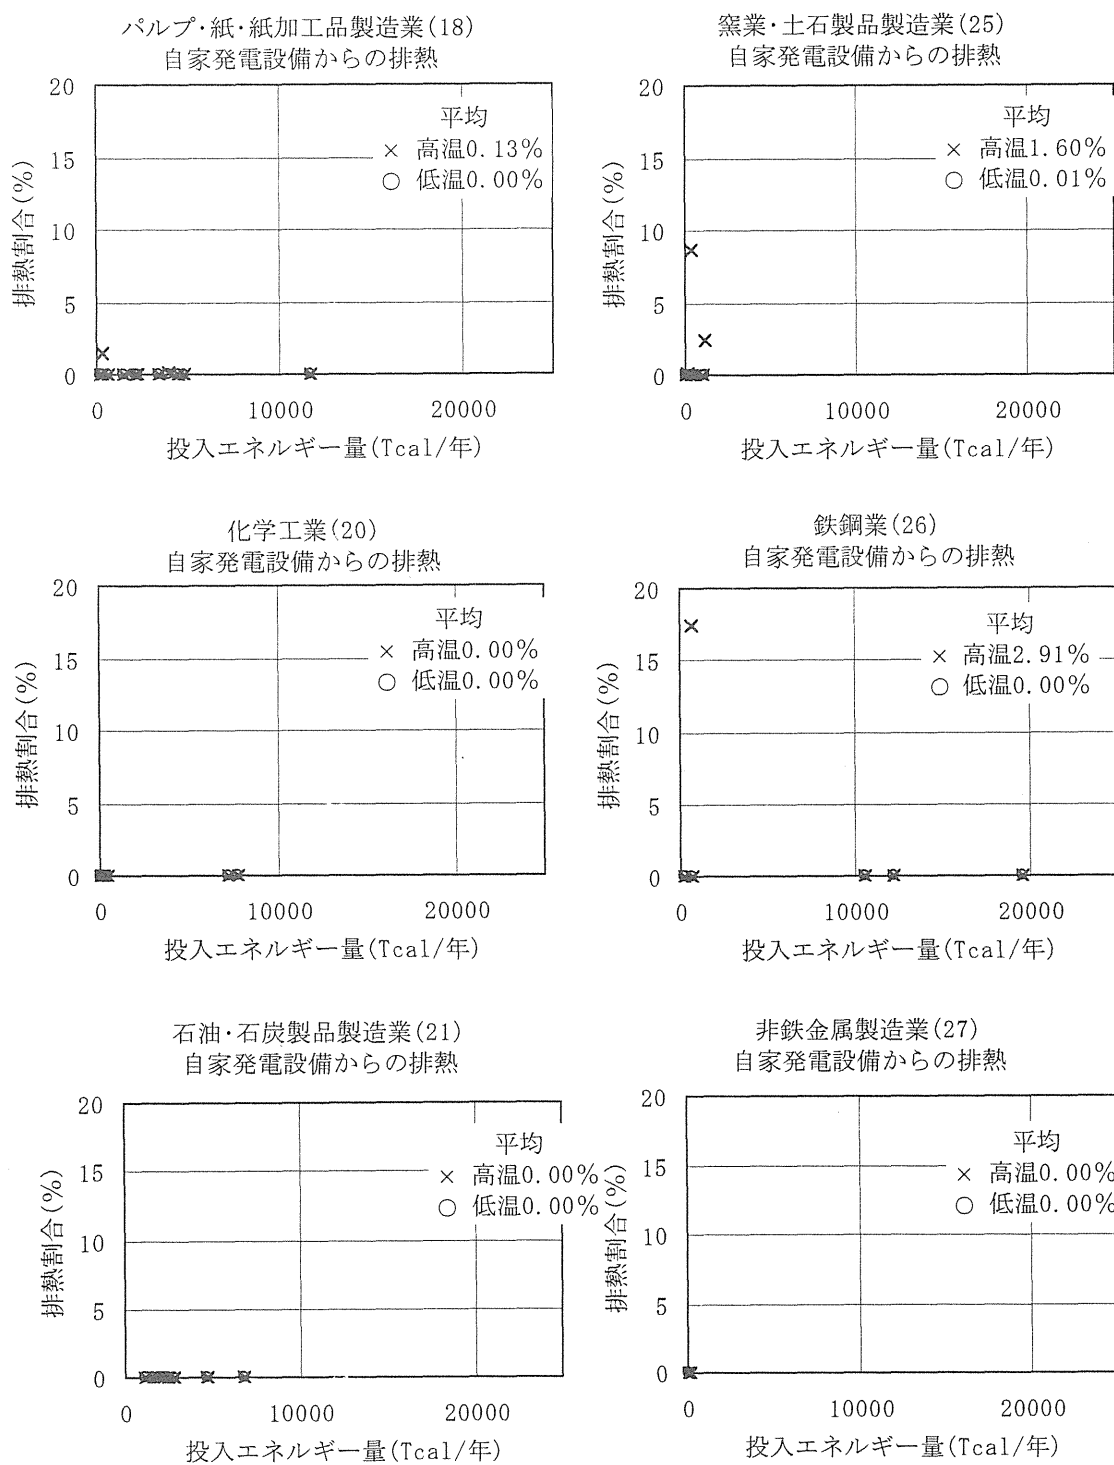 パルプ・紙・紙加工品製造業(18)
自家発電設備からの排熱
20
15
10
5
0
排熱割合(%)
平均
× 高温0.13%
○ 低温0.00%
0 10000 20000
投入エネルギー量(Tcal/年)
窯業・土石製品製造業(25)
自家発電設備からの排熱
20
15
10
5
0
排熱割合(%)
平均
× 高温1.60%
○ 低温0.01%
0 10000 20000
投入エネルギー量(Tcal/年)
化学工業(20)
自家発電設備からの排熱
20
15
10
5
0
排熱割合(%)
平均
× 高温0.00%
○ 低温0.00%
0 10000 20000
投入エネルギー量(Tcal/年)
鉄鋼業(26)
自家発電設備からの排熱
20
15
10
5
0
排熱割合(%)
平均
× 高温2.91%
○ 低温0.00%
0 10000 20000
投入エネルギー量(Tcal/年)
石油・石炭製品製造業(21)
自家発電設備からの排熱
20
15
10
5
0
排熱割合(%)
平均
× 高温0.00%
○ 低温0.00%
0 10000 20000
投入エネルギー量(Tcal/年)
非鉄金属製造業(27)
自家発電設備からの排熱
20
15
10
5
0
排熱割合(%)
平均
× 高温0.00%
○ 低温0.00%
0 10000 20000
投入エネルギー量(Tcal/年)